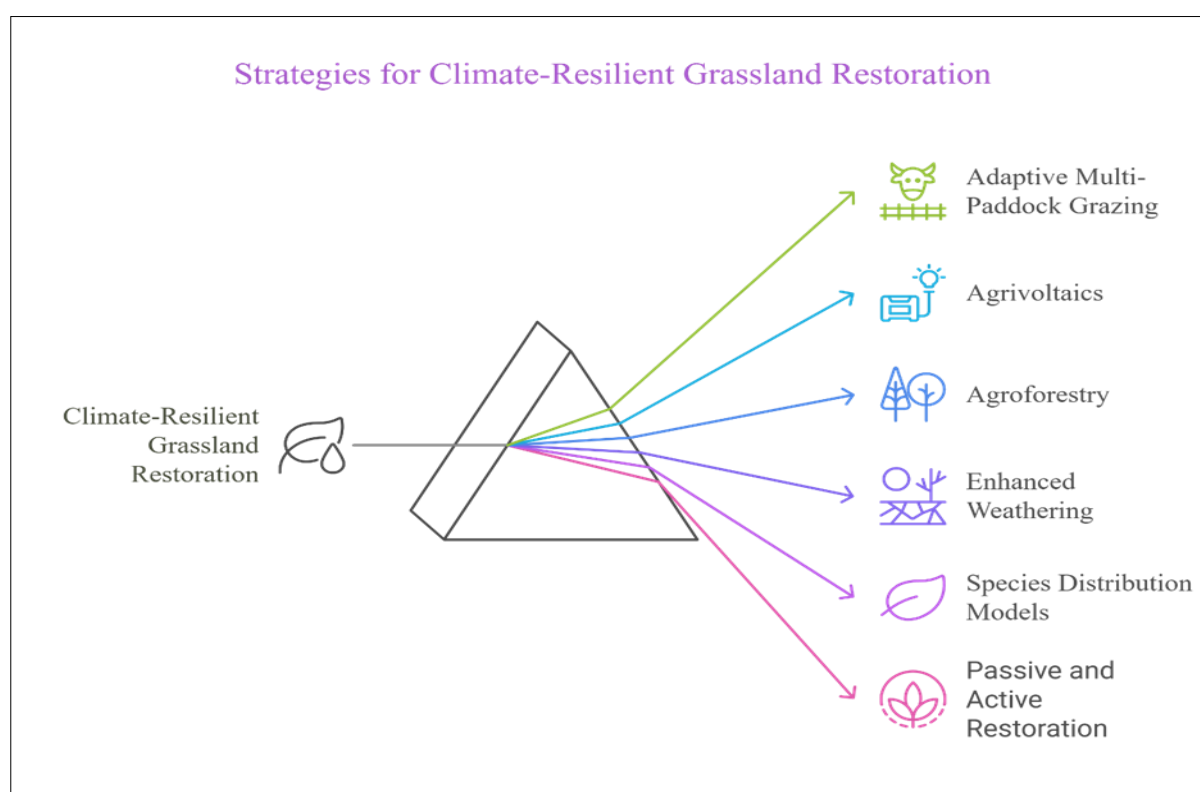 Strategies for Climate-Resilient Grassland Restoration
Climate-Resilient
Grassland
Restoration
Adaptive Multi-
Paddock Grazing
Agrivoltaics
Agroforestry
Enhanced
Weathering
Species Distribution
Models
Passive and
Active
Restoration